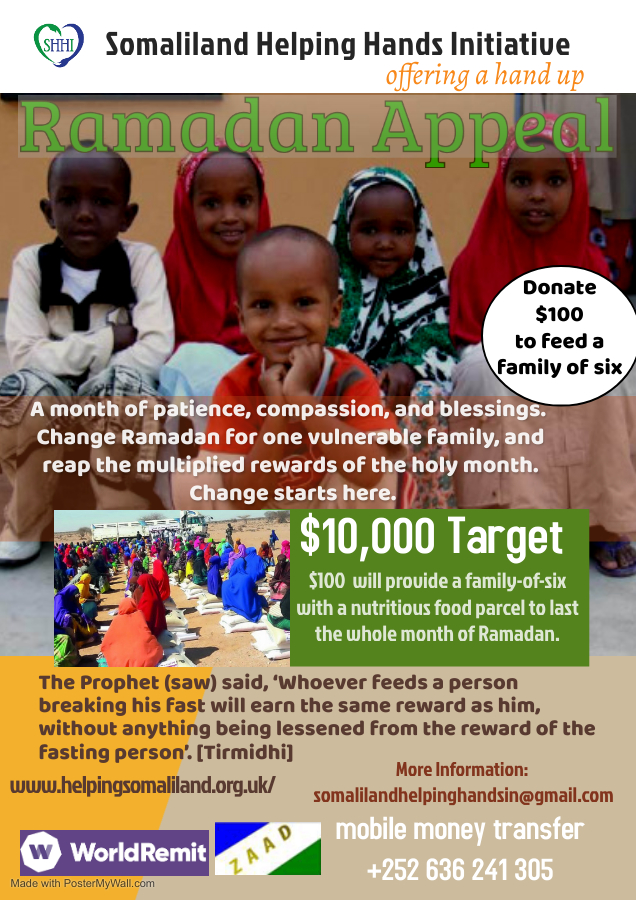 SHHI
Somaliland Helping Hands Initiative
offering a hand up
Ramadan Appeal
Donate
$100
to feed a
family of six
A month of patience, compassion, and blessings.
Change Ramadan for one vulnerable family, and
reap the multiplied rewards of the holy month.
Change starts here.
$10,000 Target
$100 will provide a family-of-six
with a nutritious food parcel to last
the whole month of Ramadan.
The Prophet (saw) said, ‘Whoever feeds a person
breaking his fast will earn the same reward as him,
without anything being lessened from the reward of the
fasting person’. [Tirmidhi]
www.helpingsomaliland.org.uk/
More Information:
somalilandhelpinghandsin@gmail.com
W WorldRemit
ZAAD
mobile money transfer
+252 636 241 305
Made with PosterMyWall.com